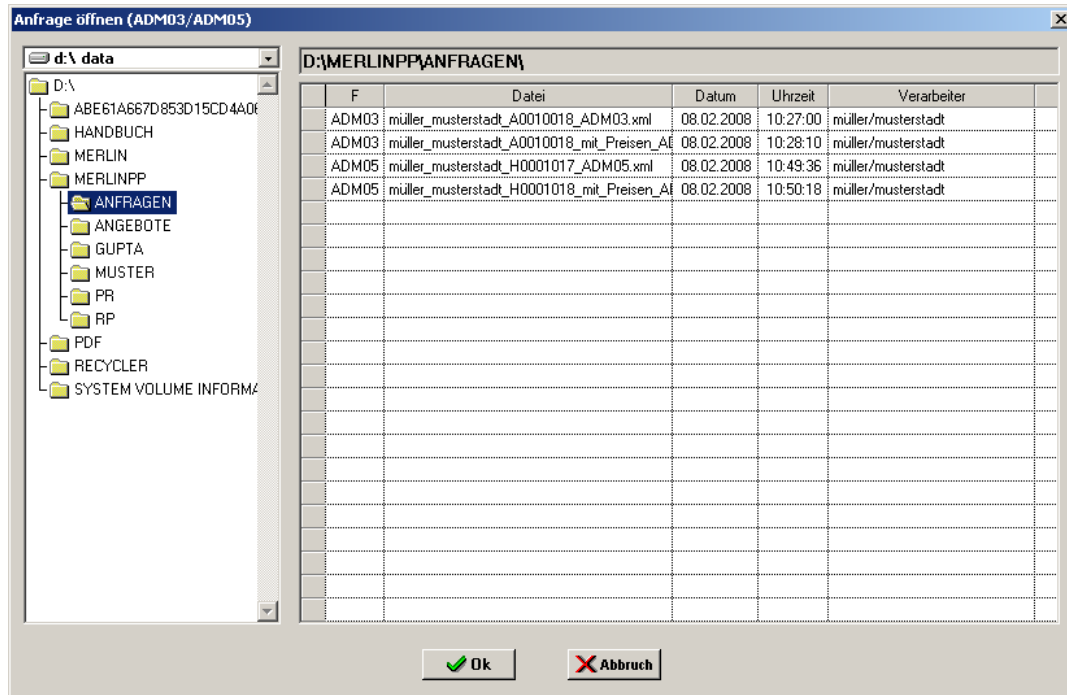 Anfrage öffnen (ADM03/ADM05)
d:\ data
D:\
ABE61A667D853D15CD4A06
HANDBUCH
MERLIN
MERLINPP
ANFRAGEN
ANGEBOTE
GUPTA
MUSTER
PR
RP
PDF
RECYCLER
SYSTEM VOLUME INFORMA
D:\MERLINPP\ANFRAGEN\
F Datei Datum Uhrzeit Verarbeiter
ADM03 müller_musterstadt_A0010018_ADM03.xml 08.02.2008 10:27:00 müller/musterstadt
ADM03 müller_musterstadt_A0010018_mit_Preisen_AD 08.02.2008 10:28:10 müller/musterstadt
ADM05 müller_musterstadt_H0001017_ADM05.xml 08.02.2008 10:49:36 müller/musterstadt
ADM05 müller_musterstadt_H0001018_mit_Preisen_AD 08.02.2008 10:50:18 müller/musterstadt
Ok Abbruch